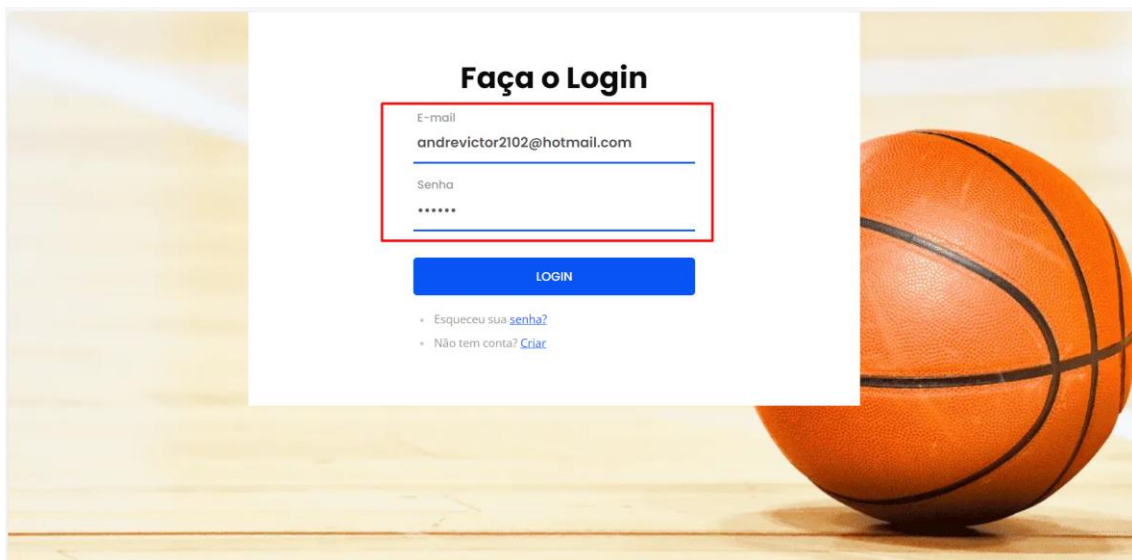 Faça o Login
E-mail
andrevictor2102@hotmail.com
Senha
••••••
LOGIN
• Esqueceu sua senha?
• Não tem conta? Criar